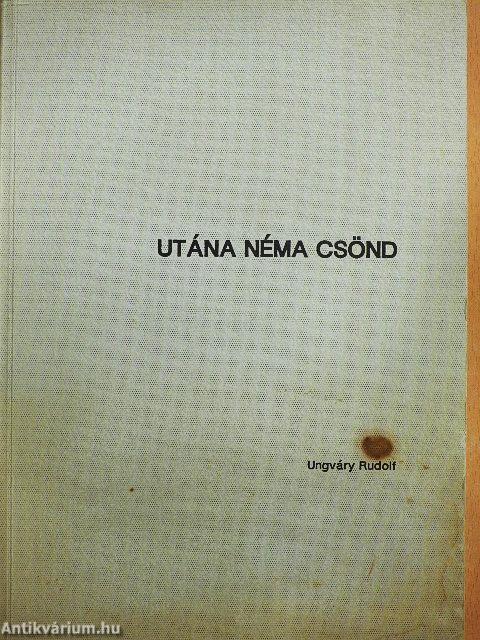 UTÁNA NÉMA CSÖND
Ungváry Rudolf
Antikvárium.hu